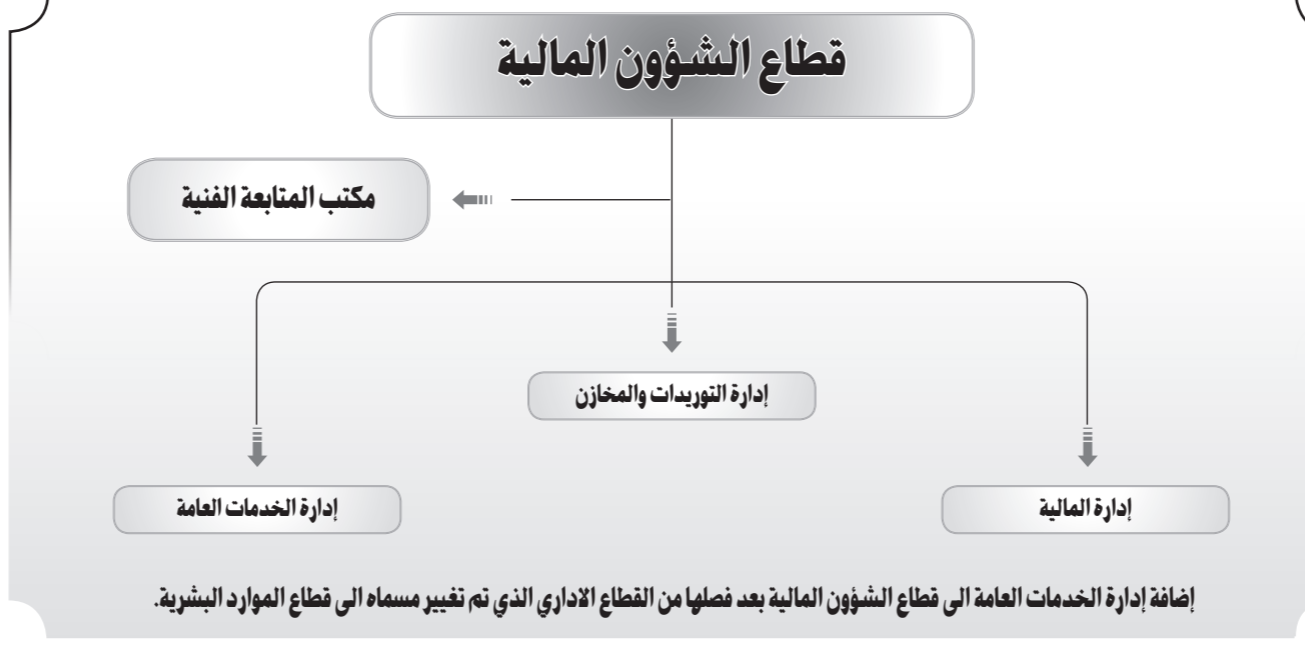 قطاع الشؤون المالية
مكتب المتابعة الفنية
إدارة التوريدات والمخازن
إدارة المالية
إدارة الخدمات العامة
إضافة إدارة الخدمات العامة الى قطاع الشؤون المالية بعد فصلها من القطاع الاداري الذي تم تغيير مسماه الى قطاع الموارد البشرية.